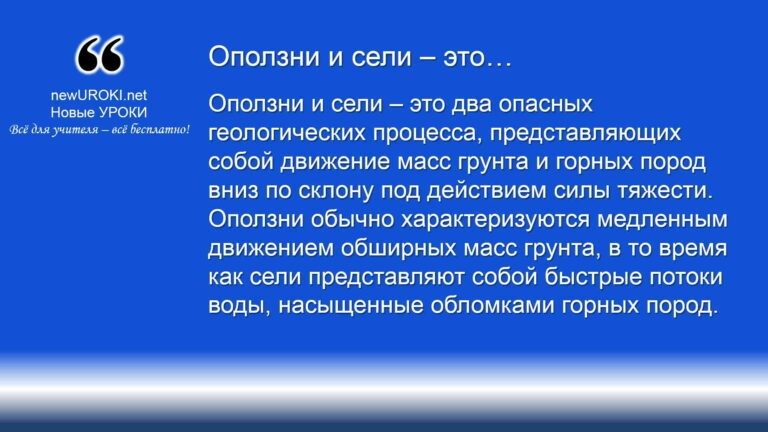 “
newUROKI.net
Новые УРОКИ
Всё для учителя – всё бесплатно!
Оползни и сели – это…
Оползни и сели – это два опасных
геологических процесса, представляющих
собой движение масс грунта и горных пород
вниз по склону под действием силы тяжести.
Оползни обычно характеризуются медленным
движением обширных масс грунта, в то время
как сели представляют собой быстрые потоки
воды, насыщенные обломками горных пород.